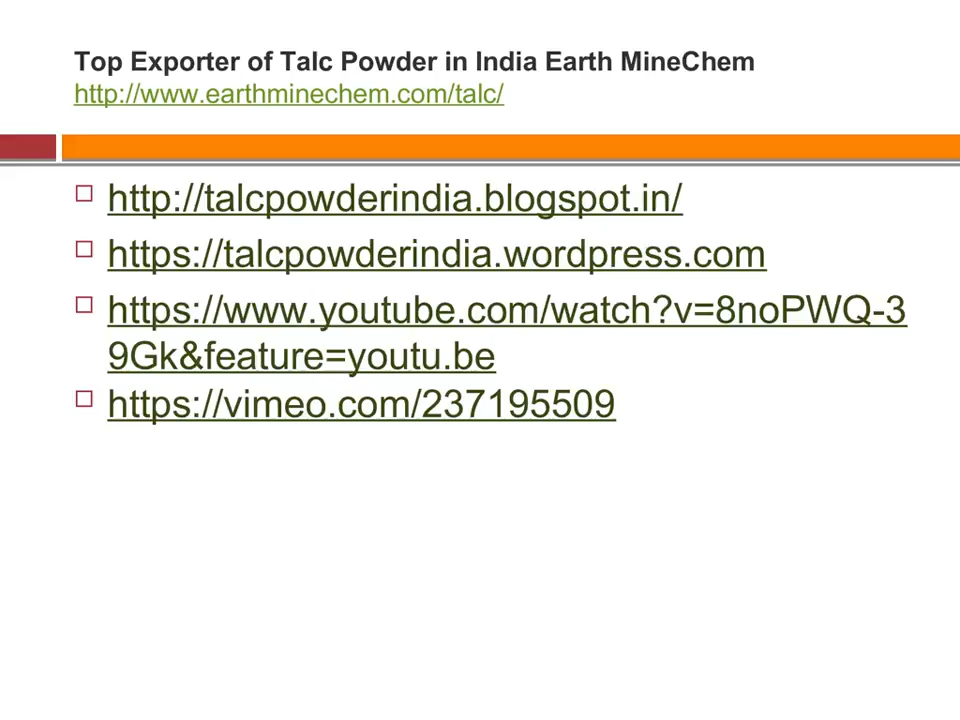 Top Exporter of Talc Powder in India Earth MineChem
http://www.earthminechem.com/talc/
http://talcpowderindia.blogspot.in/
https://talcpowderindia.wordpress.com
https://www.youtube.com/watch?v=8noPWQ-3
9Gk&feature=youtu.be
https://vimeo.com/237195509